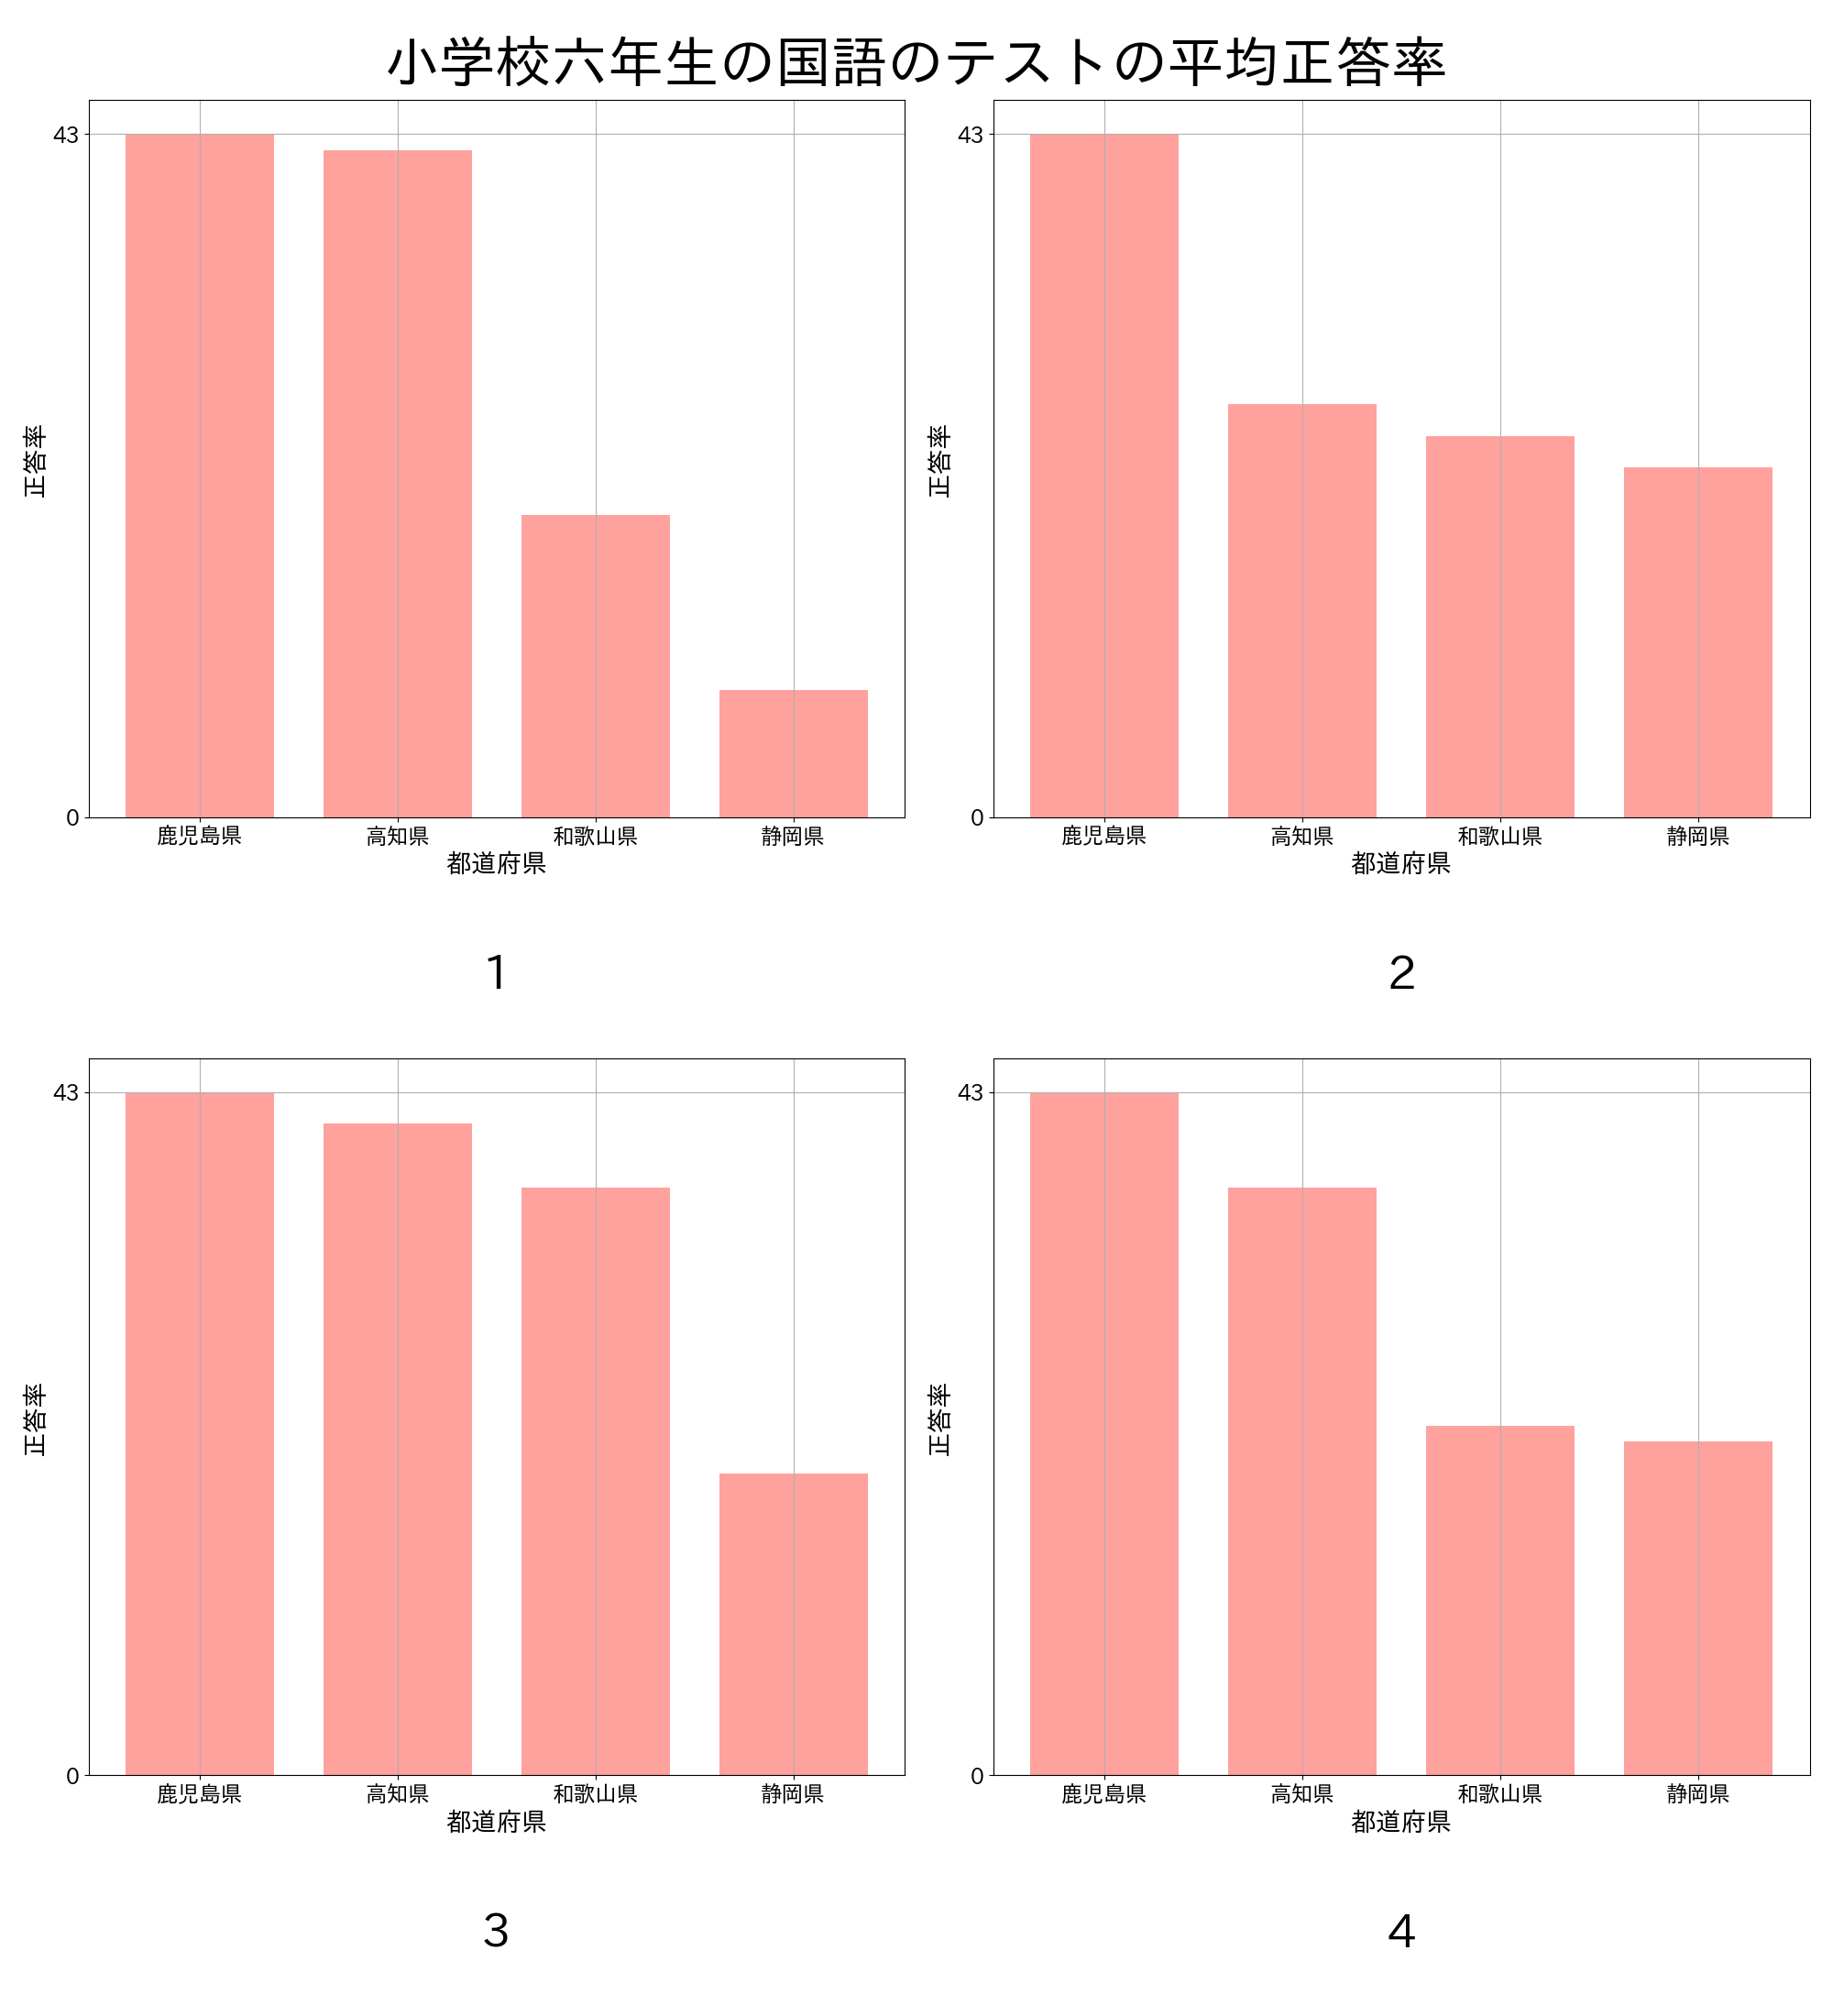 小学校六年生の国語のテストの平均正答率
43
正答率
0
鹿児島県 高知県 和歌山県 静岡県
都道府県
1
43
正答率
0
鹿児島県 高知県 和歌山県 静岡県
都道府県
2
43
正答率
0
鹿児島県 高知県 和歌山県 静岡県
都道府県
3
43
正答率
0
鹿児島県 高知県 和歌山県 静岡県
都道府県
4